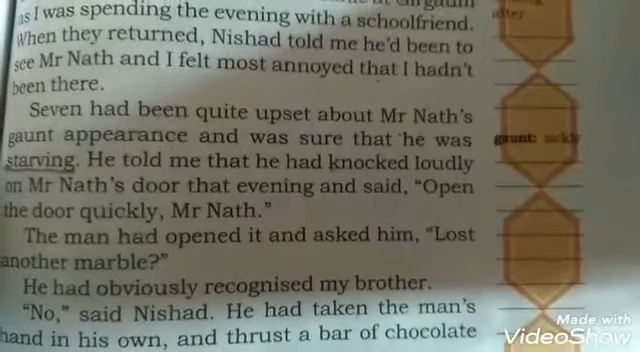 as I was spending the evening with a schoolfriend.
When they returned, Nishad told me he'd been to
see Mr Nath and I felt most annoyed that I hadn't
been there.
Seven had been quite upset about Mr Nath's
gaunt appearance and was sure that he was
starving. He told me that he had knocked loudly
on Mr Nath's door that evening and said, “Open
the door quickly, Mr Nath.”
The man had opened it and asked him, “Lost
another marble?”
He had obviously recognised my brother.
“No,” said Nishad. He had taken the man's
hand in his own, and thrust a bar of chocolate
gaunt: sickly
Made with
VideoShow